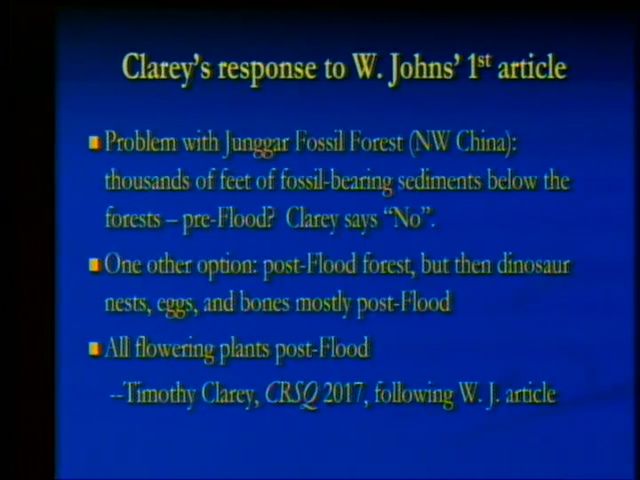 Clarey's response to W. Johns' 1st article
Problem with Junggar Fossil Forest (NW China):
thousands of feet of fossil-bearing sediments below the
forests – pre-Flood? Clarey says “No”.
One other option: post-Flood forest, but then dinosaur
nests, eggs, and bones mostly post-Flood
All flowering plants post-Flood
--Timothy Clarey, CRSQ 2017, following W. J. article